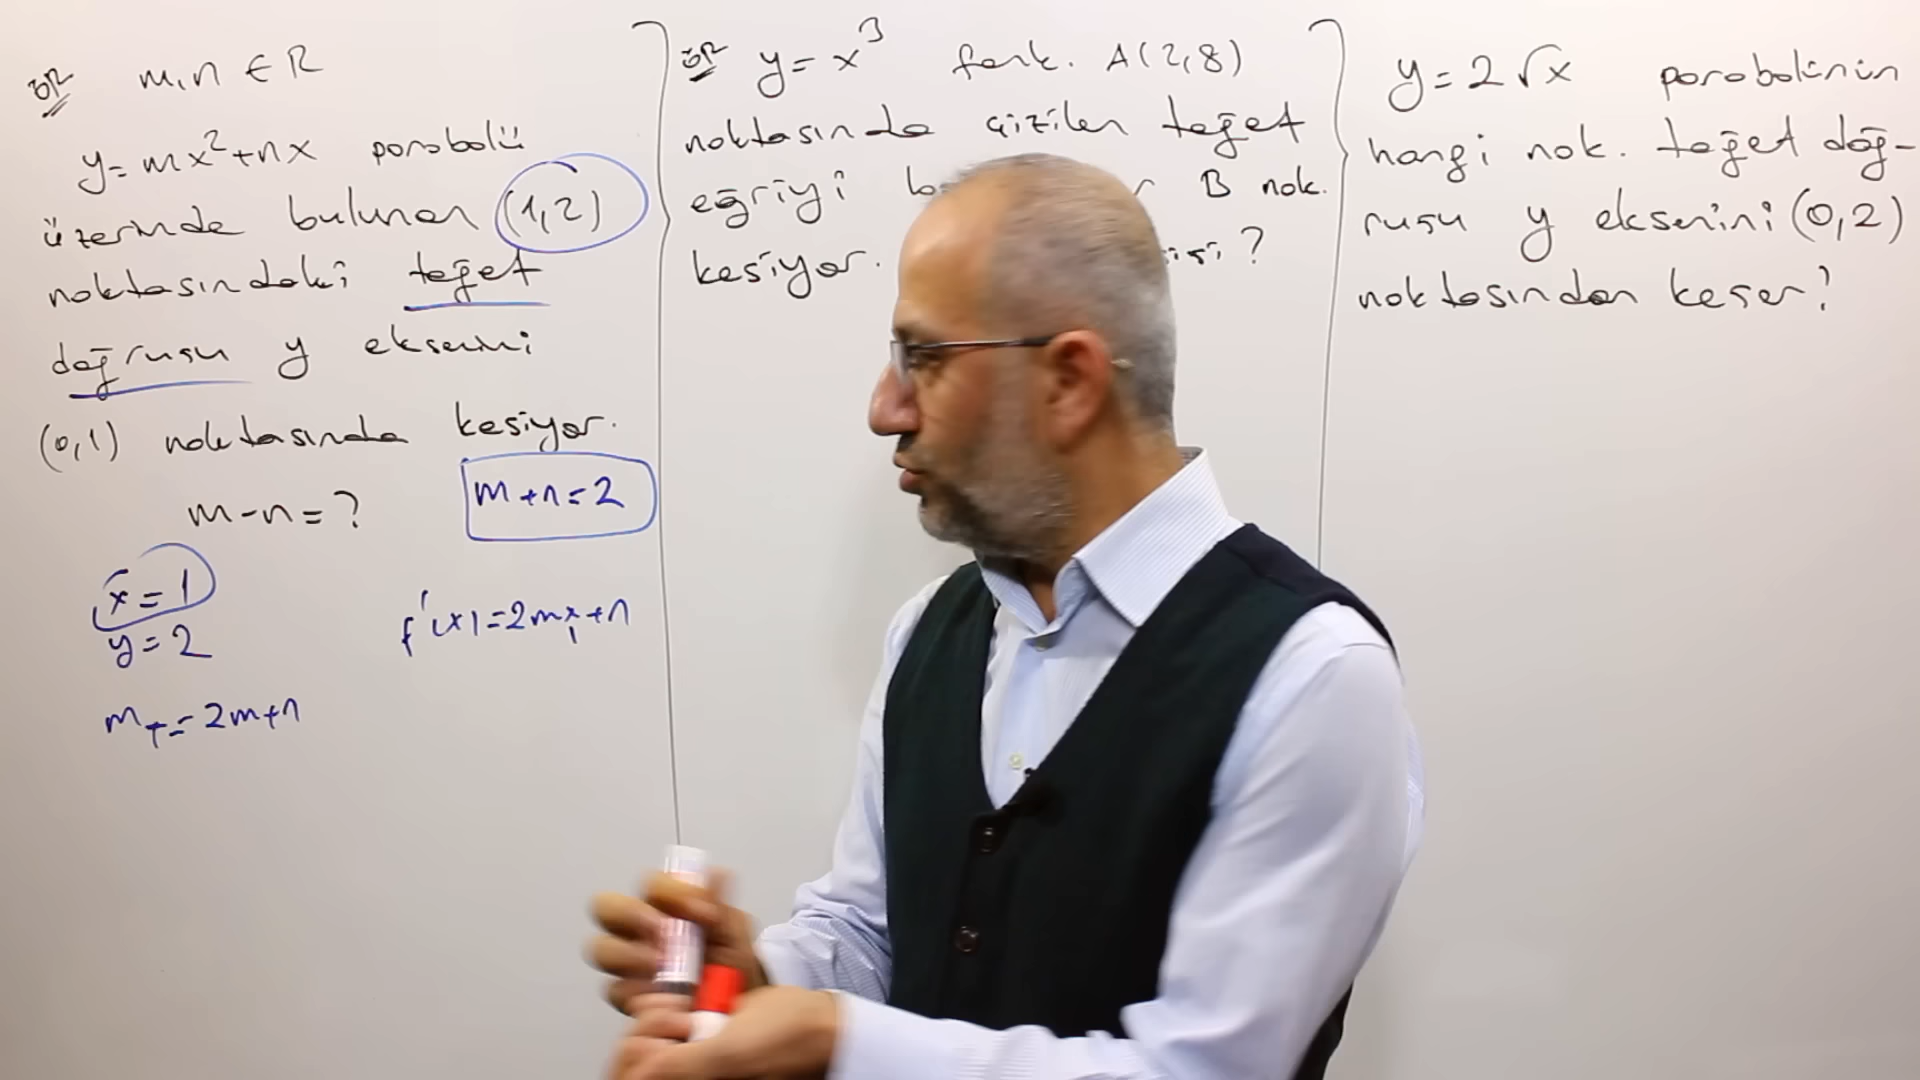 ÖR m,n ∈ R
y=mx²+nx parabolü
üzerinde bulunan (1,2)
noktasındaki teğet
doğrusu y eksenini
(0,1) noktasında kesiyor.
m-n=?
m+n=2
x=1
y=2
f'(x)=2mx+n
1
m_T=2m+n
ÖR y=x³ fonk. A(2,8)
noktasında çizilen teğet
eğriyi B nok.
kesiyor. ?
y=2√x parabolünün
hangi nok. teğet doğ-
rusu y eksenini (0,2)
noktasından keser?